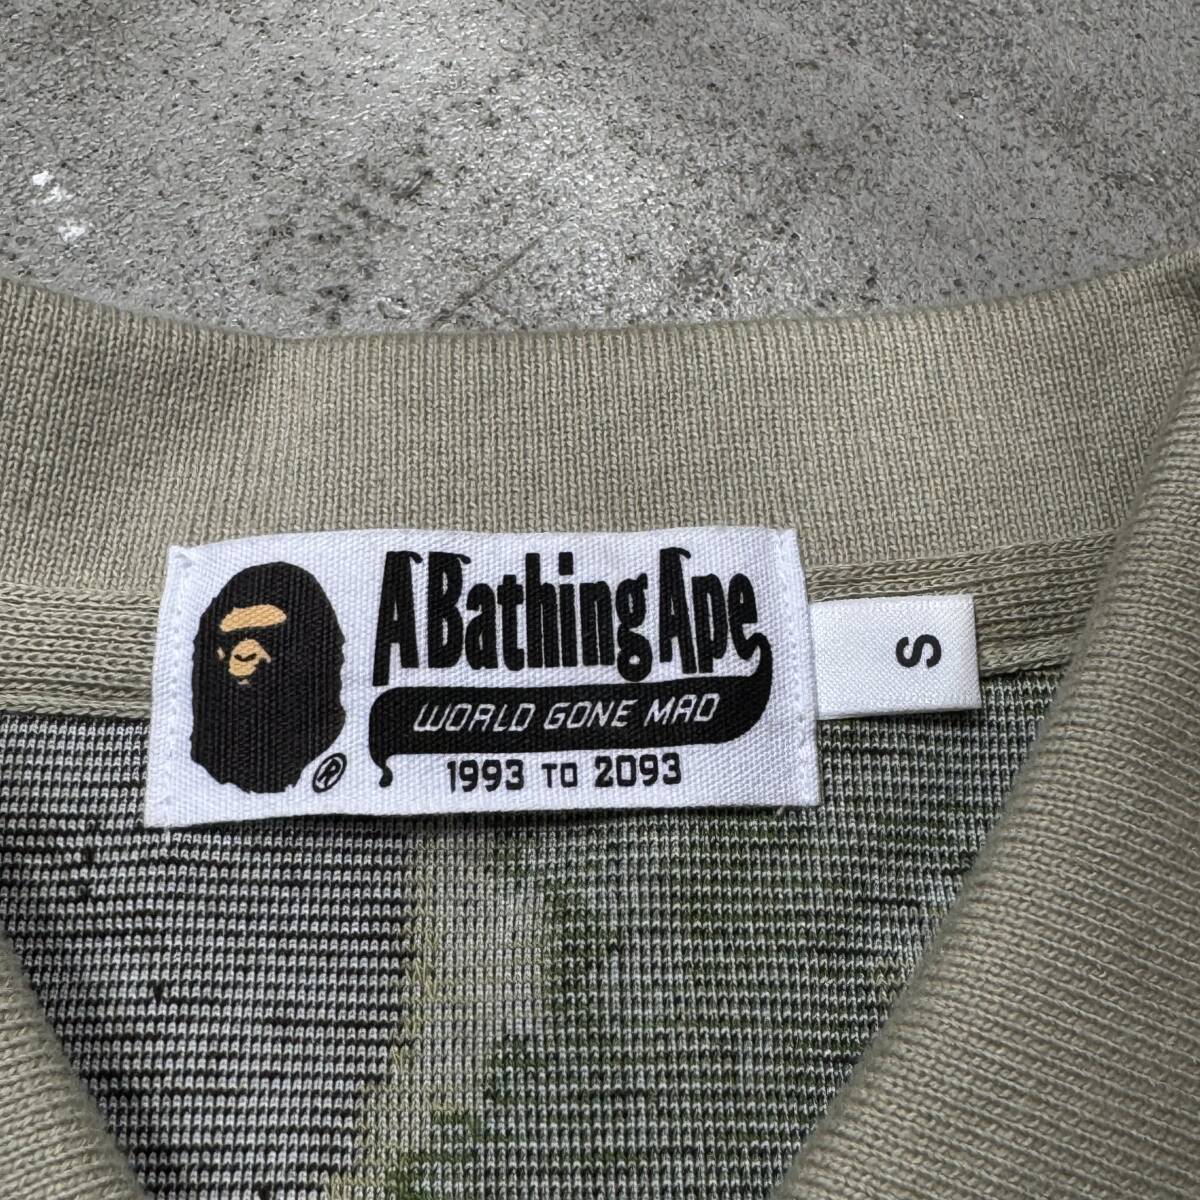 A Bathing Ape
WORLD GONE MAD
1993 TO 2093
®
S